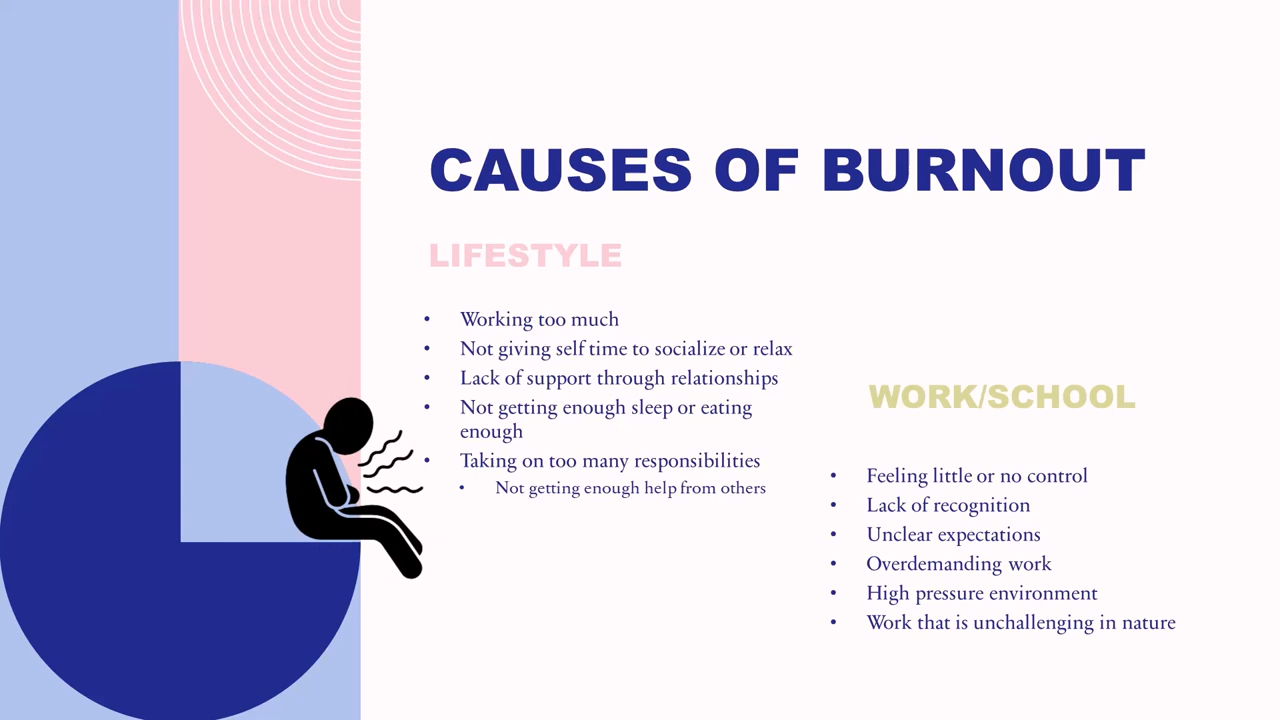 CAUSES OF BURNOUT
LIFESTYLE
• Working too much
• Not giving self time to socialize or relax
• Lack of support through relationships
• Not getting enough sleep or eating
enough
• Taking on too many responsibilities
• Not getting enough help from others
WORK/SCHOOL
• Feeling little or no control
• Lack of recognition
• Unclear expectations
• Overdemanding work
• High pressure environment
• Work that is unchallenging in nature